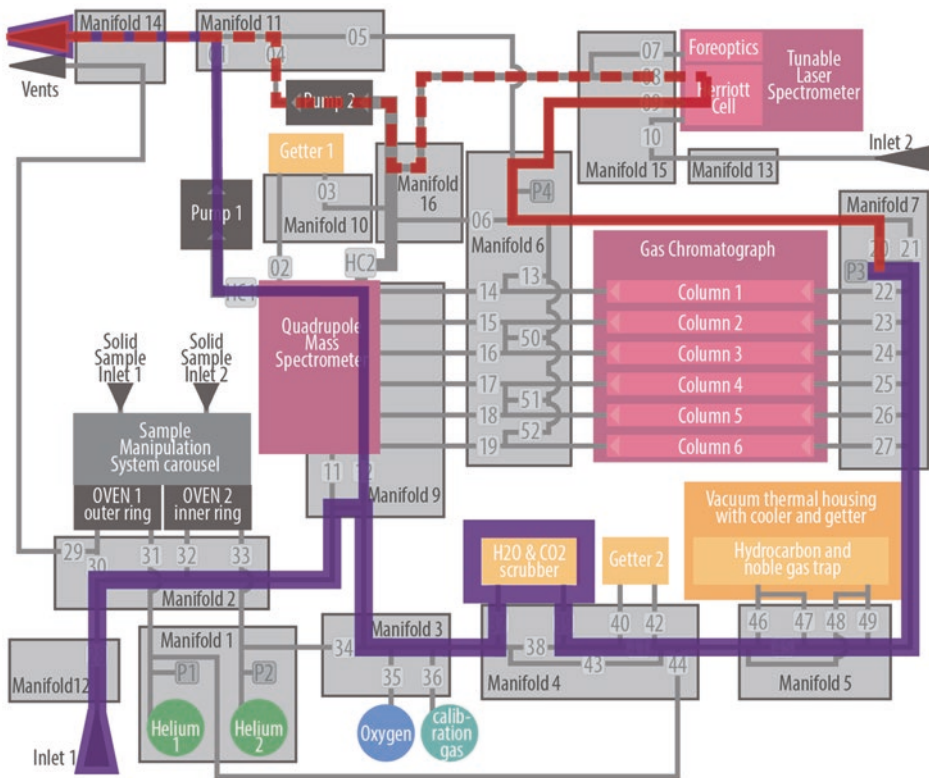 Manifold 14
Vents
Manifold 11
01
04
05
Pump 2
Getter 1
03
Manifold 10
02
Manifold
16
HC2
HC1
Pump 1
07
08
09
10
Manifold 15
Foreoptics
Herriott
Cell
Tunable
Laser
Spectrometer
Inlet 2
Manifold 13
P4
06
Manifold 6
13
14
15
16
50
17
51
18
52
19
Gas Chromatograph
Column 1
Column 2
Column 3
Column 4
Column 5
Column 6
Manifold 7
20
21
P3
22
23
24
25
26
27
Quadrupole
Mass
Spectrometer
11
12
Manifold 9
Solid
Sample
Inlet 1
Solid
Sample
Inlet 2
Sample
Manipulation
System carousel
OVEN 1
outer ring
OVEN 2
inner ring
29
30
31
32
33
Manifold 2
Manifold12
Inlet 1
Manifold 1
P1
P2
Helium
1
Helium
2
Manifold 3
34
35
36
Oxygen
calib-
ration
gas
H2O & CO2
scrubber
Getter 2
38
40
42
43
44
Manifold 4
Vacuum thermal housing
with cooler and getter
Hydrocarbon and
noble gas trap
46
47
48
49
Manifold 5